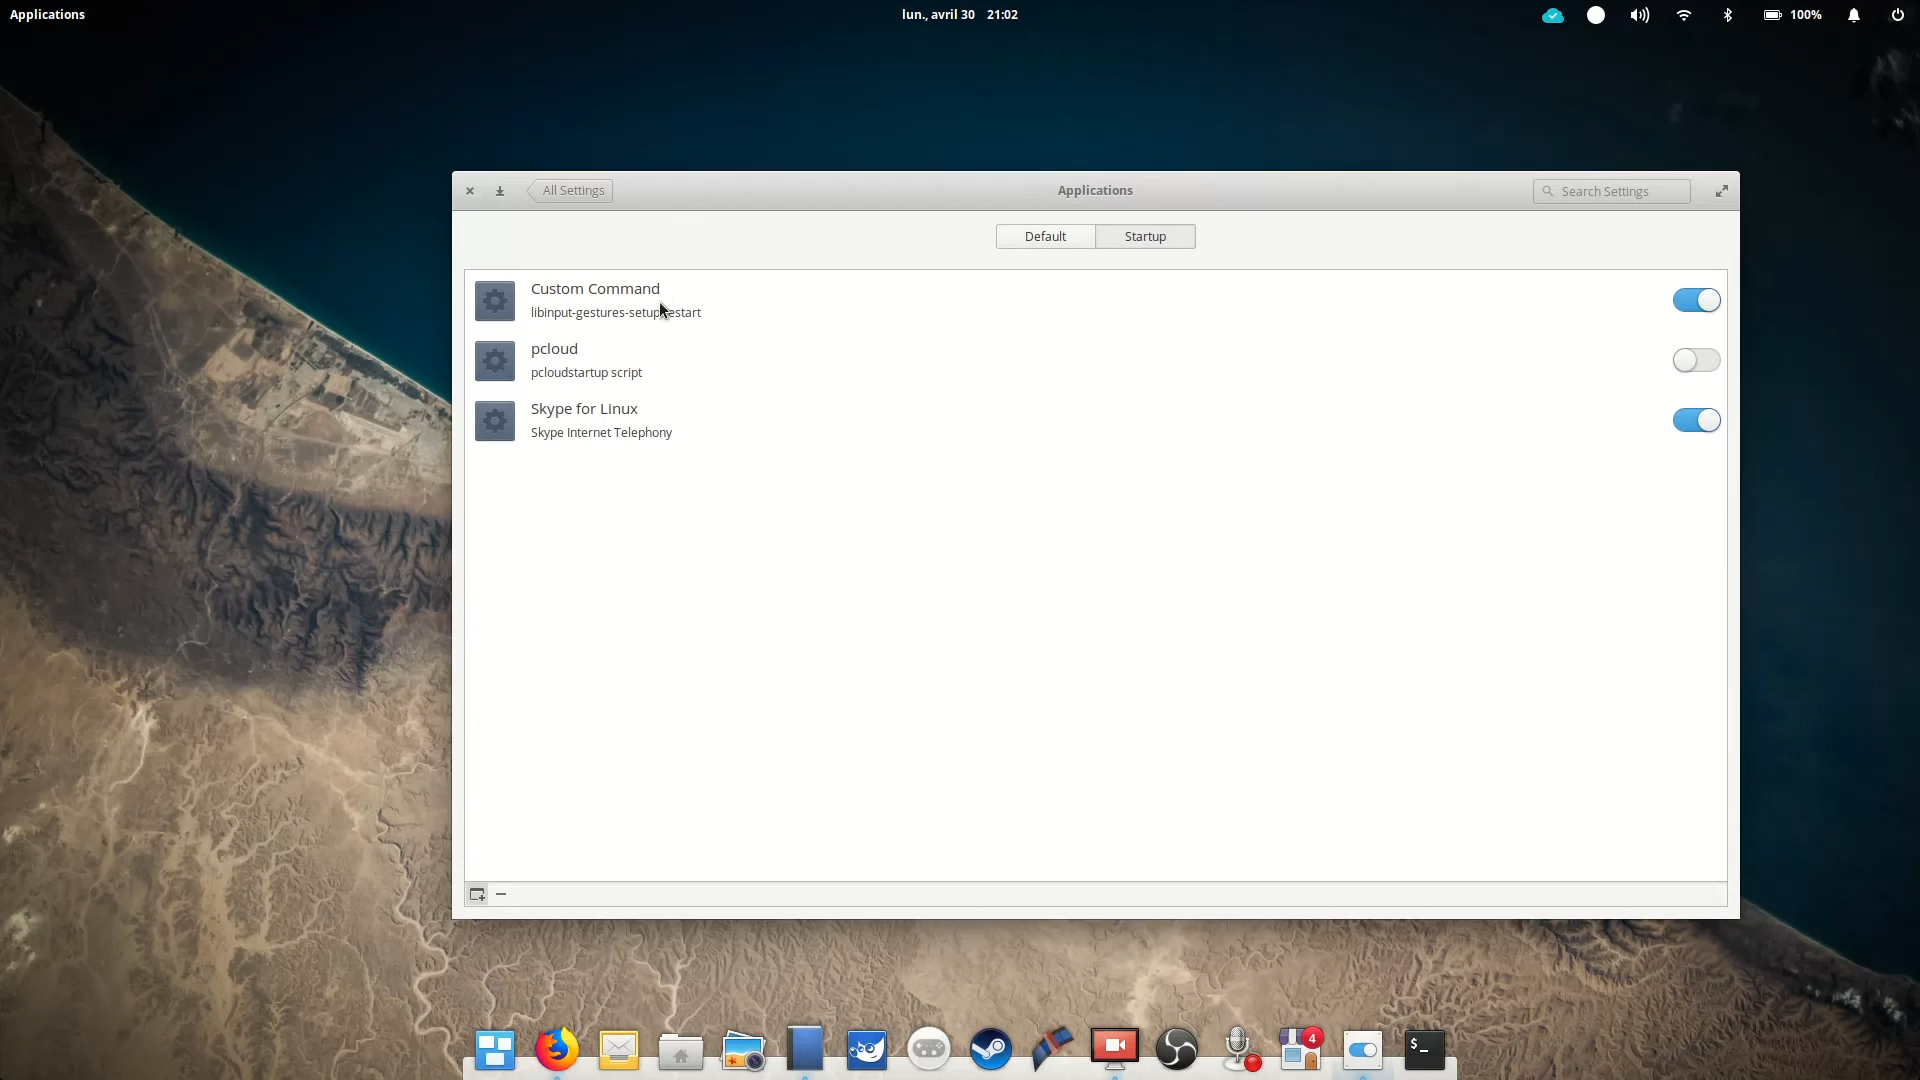 Applications
lun., avril 30 21:02
100%
All Settings
Applications
Search Settings
Default
Startup
Custom Command
libinput-gestures-setup restart
pcloud
pcloudstartup script
Skype for Linux
Skype Internet Telephony
4
$_